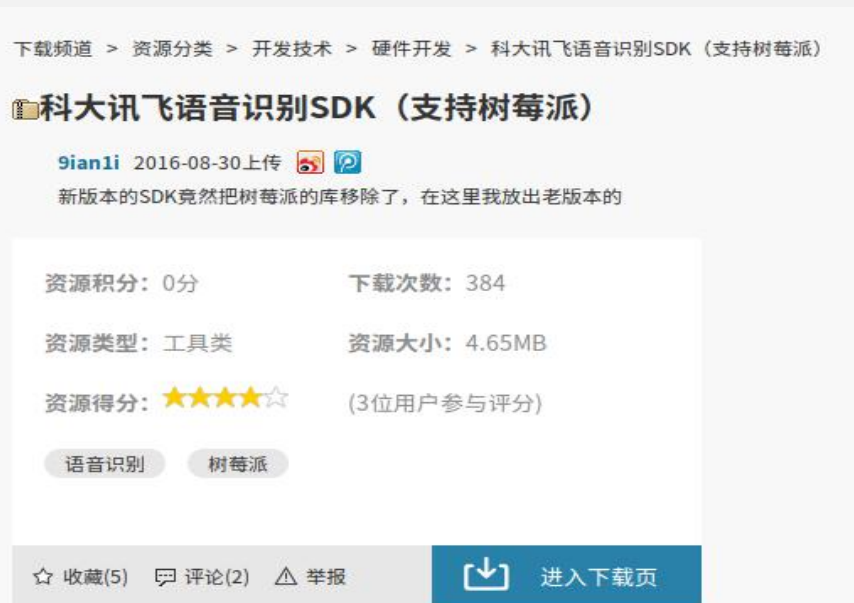 下载频道 > 资源分类 > 开发技术 > 硬件开发 > 科大讯飞语音识别SDK（支持树莓派）
科大讯飞语音识别SDK（支持树莓派）
9ian1i 2016-08-30上传
新版本的SDK竟然把树莓派的库移除了，在这里我放出老版本的
资源积分：0分 下载次数：384
资源类型：工具类 资源大小：4.65MB
资源得分： (3位用户参与评分)
语音识别 树莓派
收藏(5) 评论(2) 举报 进入下载页